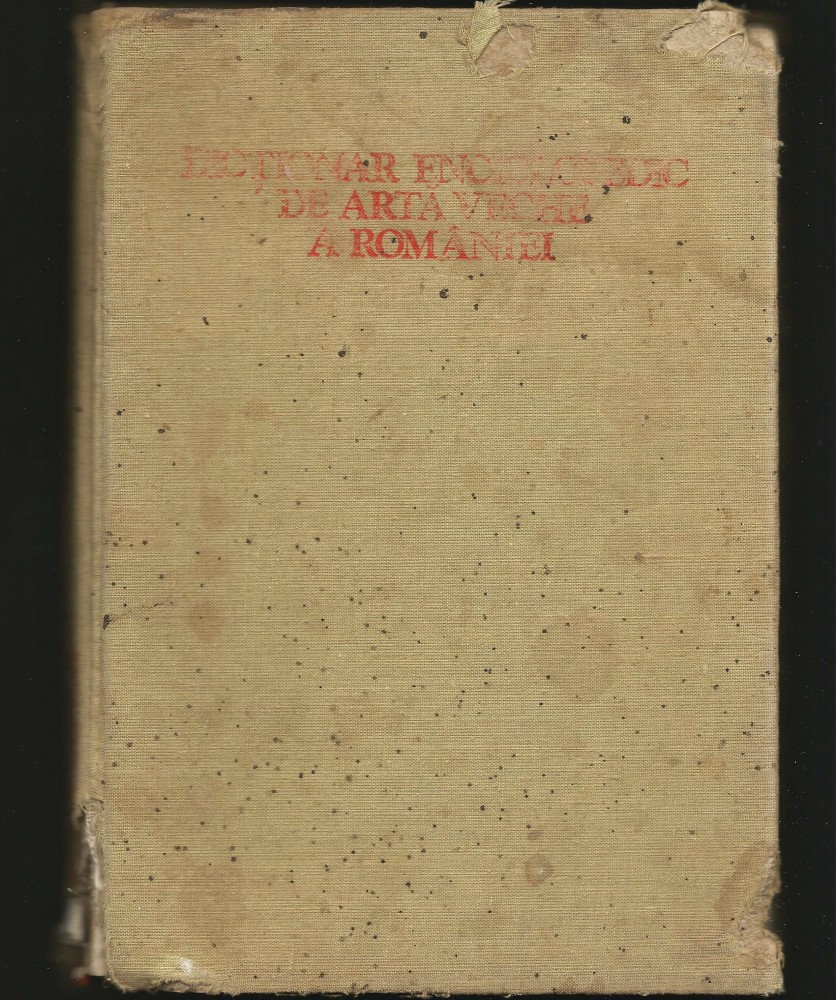 DICȚIONAR ENCICLOPEDIC
DE ARTĂ VECHE
A ROMÂNIEI